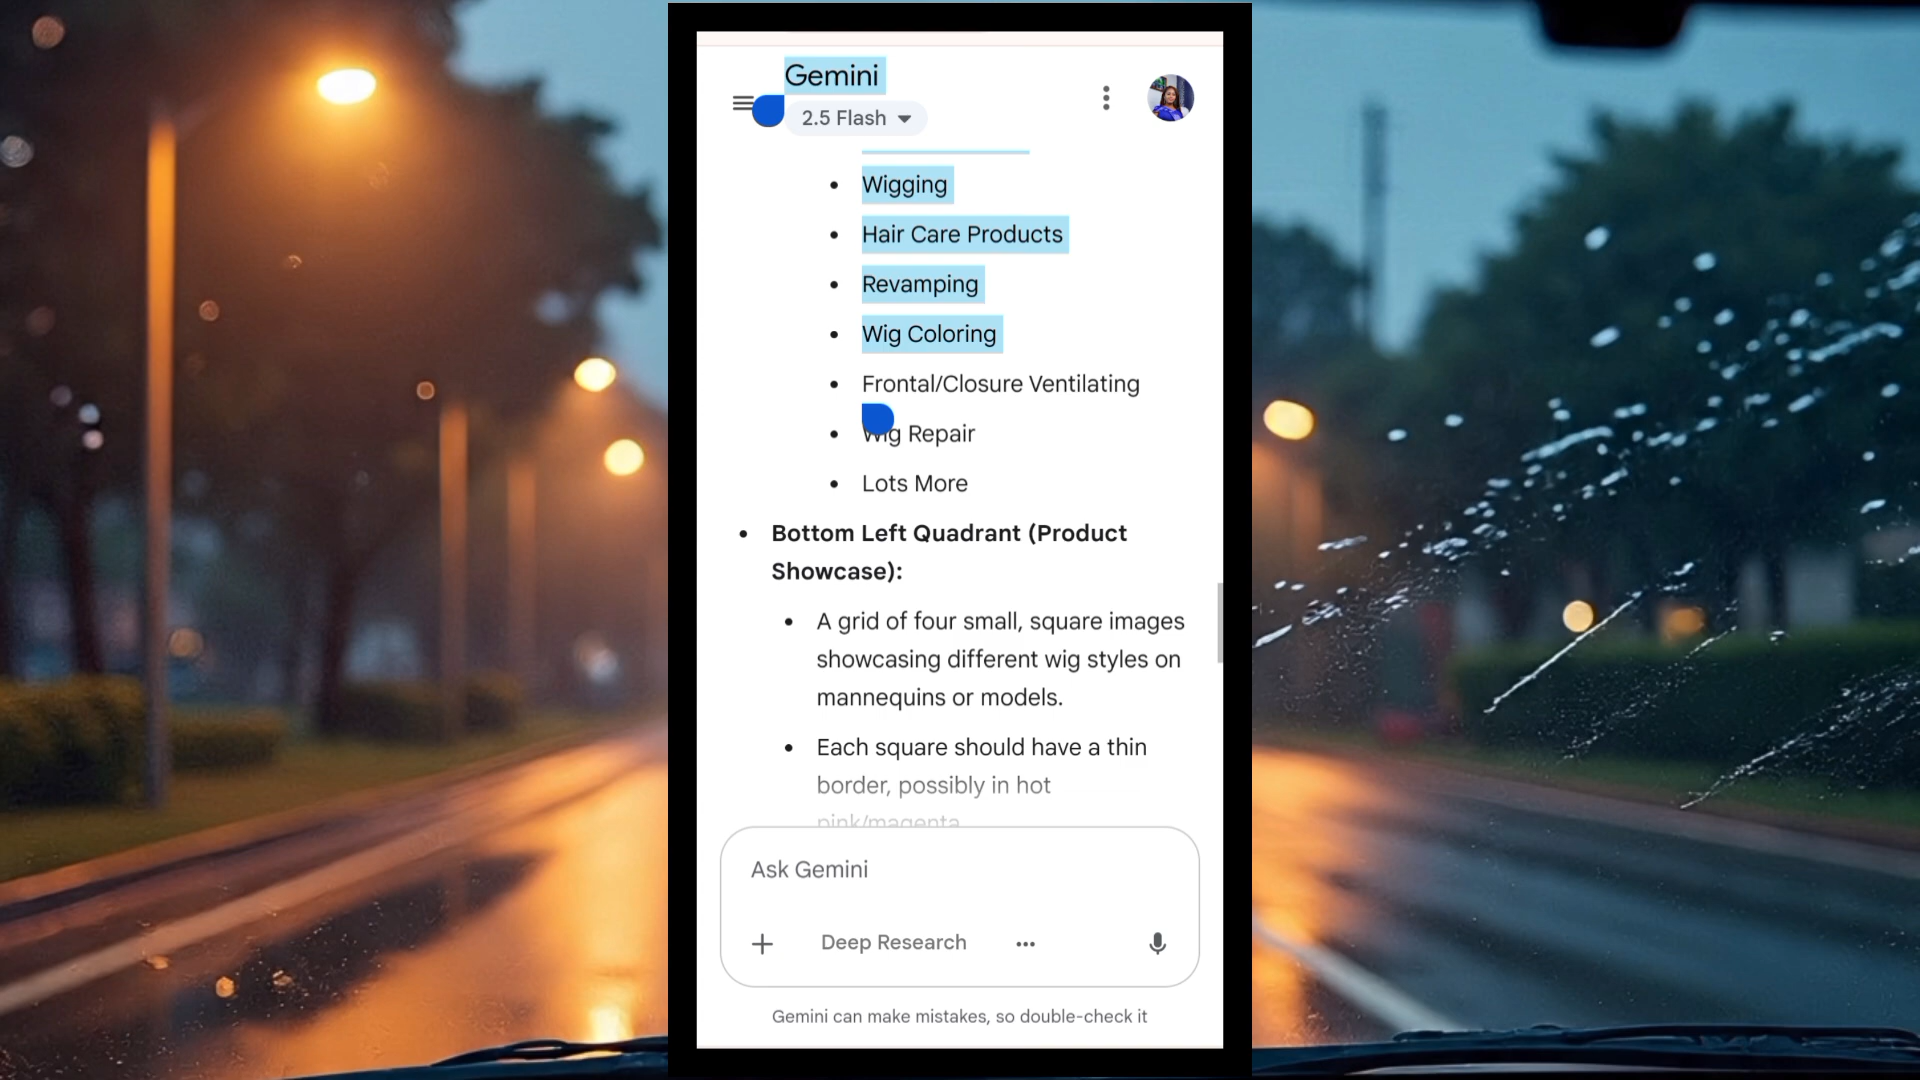 Gemini
2.5 Flash
Wigging
Hair Care Products
Revamping
Wig Coloring
Frontal/Closure Ventilating
Wig Repair
Lots More
Bottom Left Quadrant (Product
Showcase):
A grid of four small, square images
showcasing different wig styles on
mannequins or models.
Each square should have a thin
border, possibly in hot
pink/magenta
Ask Gemini
Deep Research
Gemini can make mistakes, so double-check it